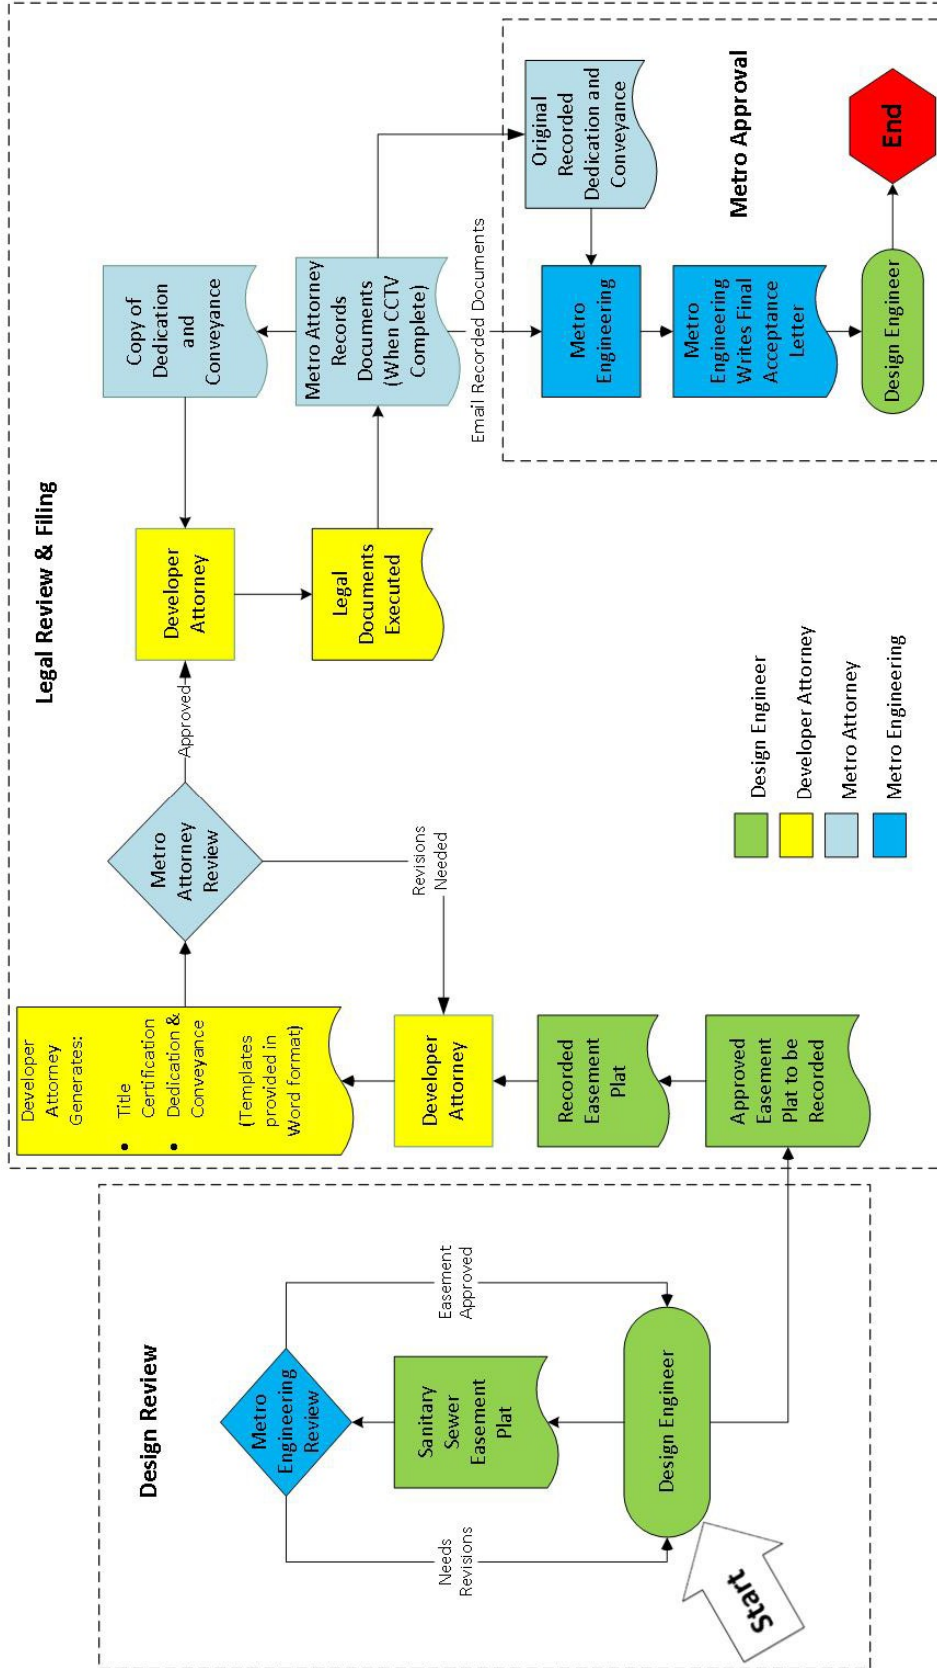 Design Review
Start
Design Engineer
Sanitary
Sewer
Easement
Plat
Metro
Engineering
Review
Needs
Revisions
Easement
Approved
Legal Review & Filing
Approved
Easement
Plat to be
Recorded
Recorded
Easement
Plat
Developer
Attorney
Developer
Attorney
Generates:
• Title
Certification
• Dedication &
Conveyance
(Templates
provided in
Word format)
Metro
Attorney
Review
Revisions
Needed
Approved
Developer
Attorney
Legal
Documents
Executed
Metro Attorney
Records
Documents
(When CCTV
Complete)
Copy of
Dedication
and
Conveyance
Email Recorded Documents
Original
Recorded
Dedication and
Conveyance
Metro Approval
Metro
Engineering
Metro
Engineering
Writes Final
Acceptance
Letter
Design Engineer
End
Design Engineer
Developer Attorney
Metro Attorney
Metro Engineering